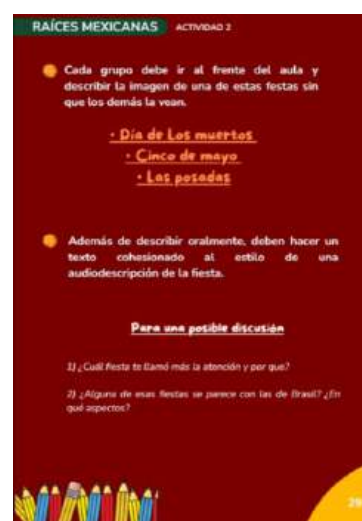 RAÍCES MEXICANAS ACTIVIDAD 2
Cada grupo debe ir al frente del aula y
describir la imagen de una de estas festas sin
que los demás la vean.
• Día de Los muertos
• Cinco de mayo
• Las posadas
Además de describir oralmente, deben hacer un
texto cohesionado al estilo de una
audiodescripción de la fiesta.
Para una posible discusión
1) ¿Cuál fiesta te llamó más la atención y por que?
2) ¿Alguna de esas fiestas se parece con las de Brasil? ¿En
qué aspectos?
29